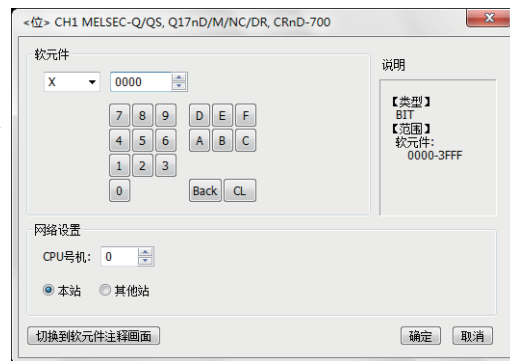 <位> CH1 MELSEC-Q/QS, Q17nD/M/NC/DR, CRnD-700
软元件
X 0000
7 8 9 D E F
4 5 6 A B C
1 2 3
0 Back CL
说明
【类型】
BIT
【范围】
软元件:
0000-3FFF
网络设置
CPU号机: 0
本站 其他站
切换到软元件注释画面 确定 取消